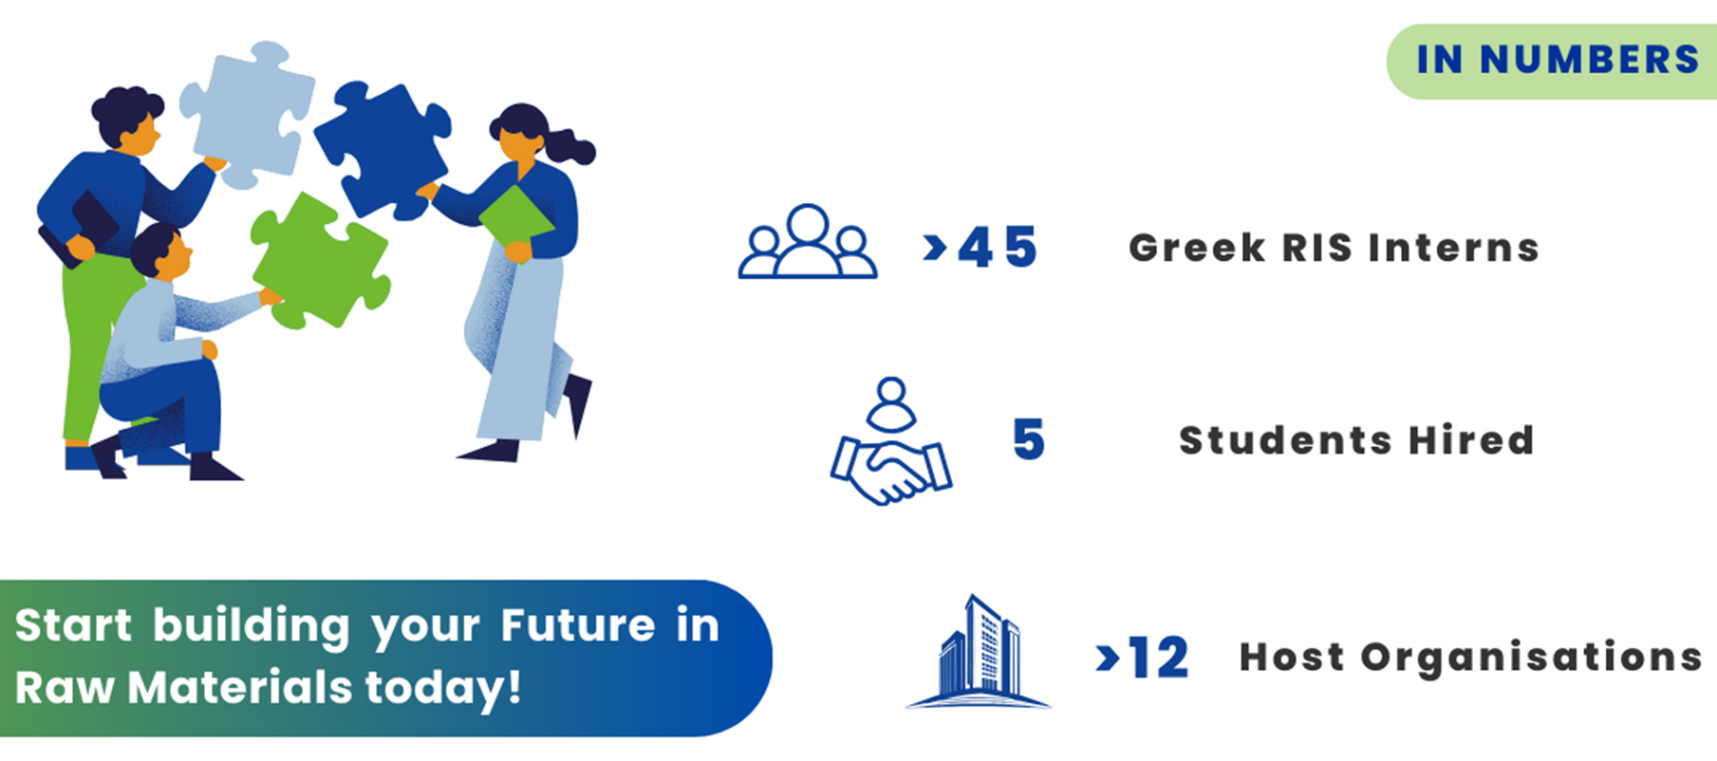 IN NUMBERS
>45 Greek RIS Interns
5 Students Hired
>12 Host Organisations
Start building your Future in
Raw Materials today!